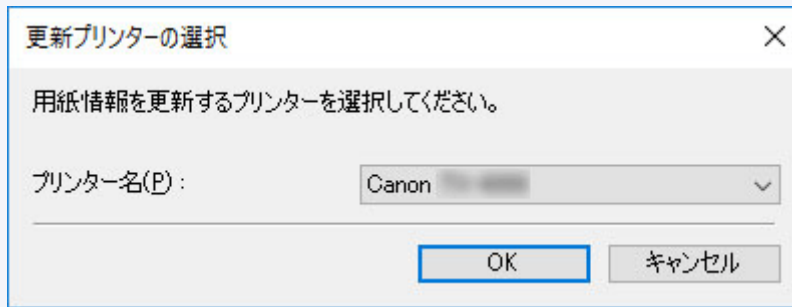 更新プリンターの選択
用紙情報を更新するプリンターを選択してください。
プリンター名(P) : Canon
OK キャンセル